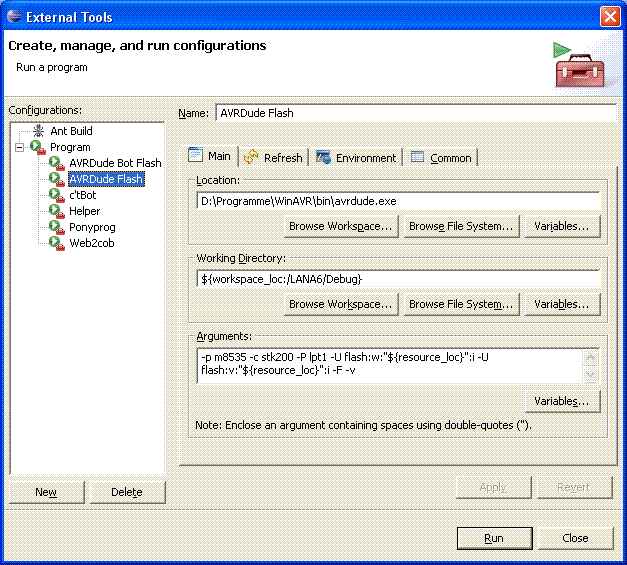 External Tools
Create, manage, and run configurations
Run a program
Configurations:
Ant Build
Program
AVRDude Bot Flash
AVRDude Flash
c'tBot
Helper
Ponyprog
Web2cob
New
Delete
Name:
AVRDude Flash
Main
Refresh
Environment
Common
Location:
D:\Programme\WinAVR\bin\avrdude.exe
Browse Workspace...
Browse File System...
Variables...
Working Directory:
${workspace_loc:/LANA6/Debug}
Browse Workspace...
Browse File System...
Variables...
Arguments:
-p m8535 -c stk200 -P lpt1 -U flash:w:"${resource_loc}":i -U
flash:v:"${resource_loc}":i -F -v
Variables...
Note: Enclose an argument containing spaces using double-quotes (").
Apply
Revert
Run
Close